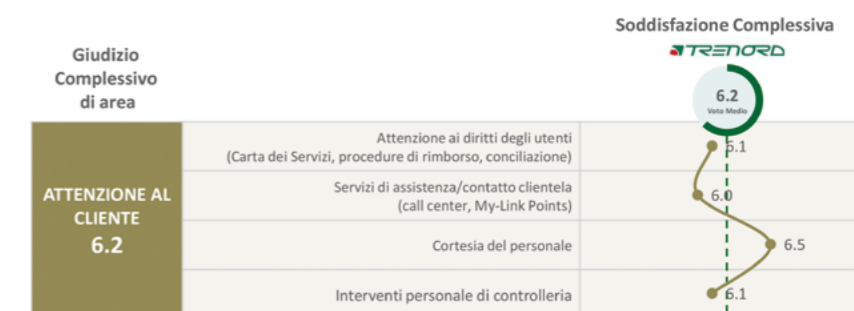 Soddisfazione Complessiva
TRENORD
Giudizio
Complessivo
di area
6.2
Voto Medio
ATTENZIONE AL
CLIENTE
6.2
Attenzione ai diritti degli utenti
(Carta dei Servizi, procedure di rimborso, conciliazione)
6.1
Servizi di assistenza/contatto clientela
(call center, My-Link Points)
6.0
Cortesia del personale
6.5
Interventi personale di controlleria
6.1